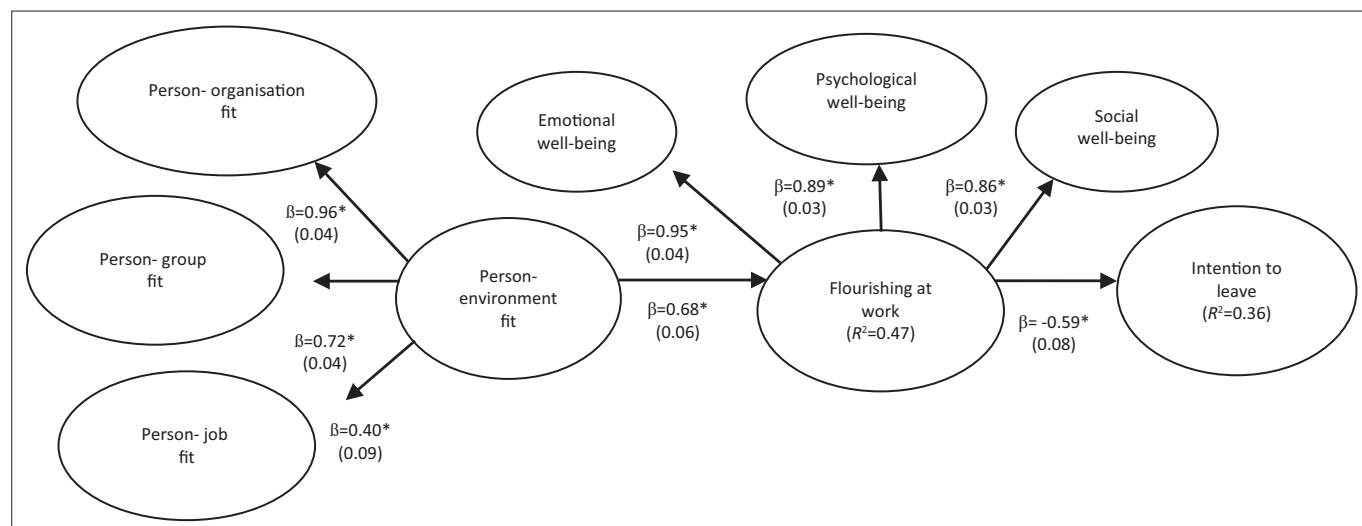 Person- organisation
fit
Person- group
fit
Person- job
fit
ß=0.96*
(0.04)
ß=0.72*
(0.04)
ß=0.40*
(0.09)
Person-
environment
fit
Emotional
well-being
β=0.95*
(0.04)
β=0.68*
(0.06)
Psychological
well-being
β=0.89*
(0.03)
Social
well-being
β=0.86*
(0.03)
Flourishing at
work
(R²=0.47)
β= -0.59*
(0.08)
Intention to
leave
(R²=0.36)